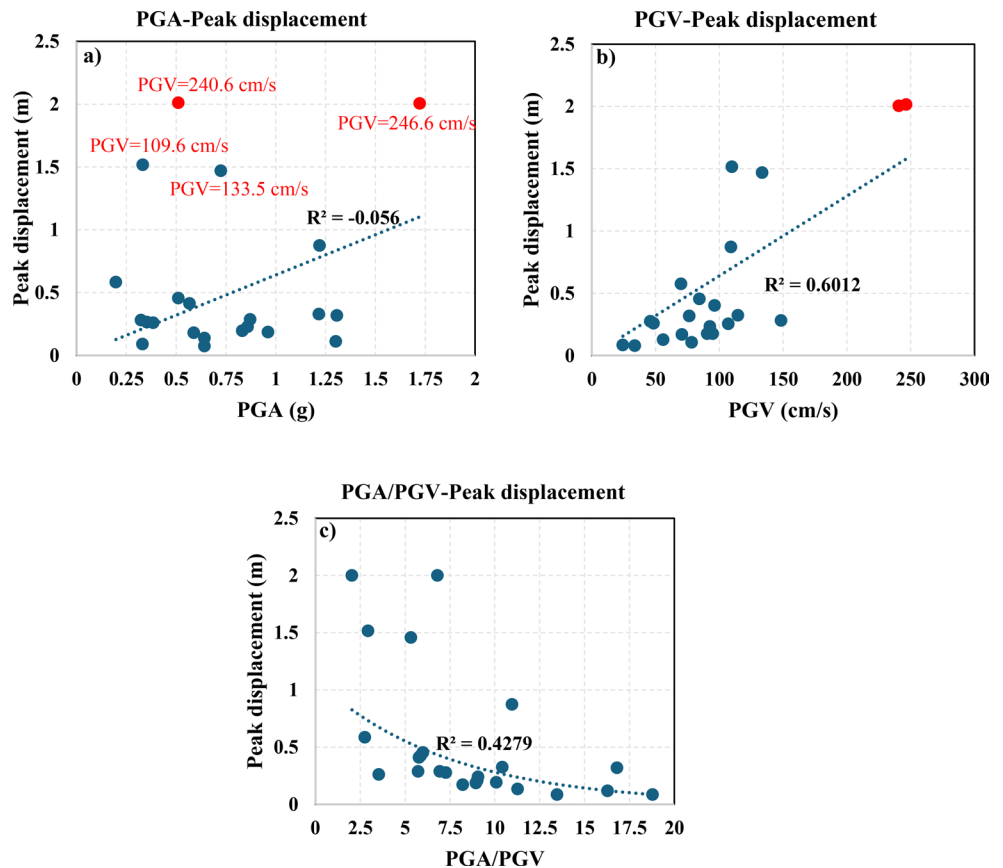 PGA-Peak displacement
a)
2.5
2
1.5
1
0.5
0
Peak displacement (m)
PGV=240.6 cm/s
PGV=246.6 cm/s
PGV=109.6 cm/s
PGV=133.5 cm/s
R² = -0.056
0 0.25 0.5 0.75 1 1.25 1.5 1.75 2
PGA (g)
PGV-Peak displacement
b)
2.5
2
1.5
1
0.5
0
Peak displacement (m)
R² = 0.6012
0 50 100 150 200 250 300
PGV (cm/s)
PGA/PGV-Peak displacement
c)
2.5
2
1.5
1
0.5
0
Peak displacement (m)
R² = 0.4279
0 2.5 5 7.5 10 12.5 15 17.5 20
PGA/PGV